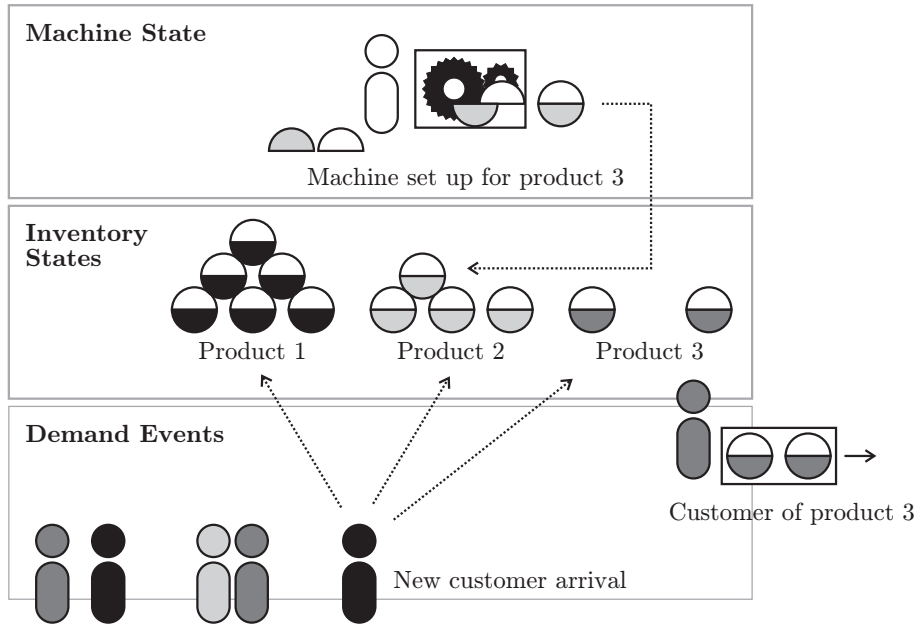 Machine State
Machine set up for product 3
Inventory
States
Product 1
Product 2
Product 3
Demand Events
Customer of product 3
New customer arrival